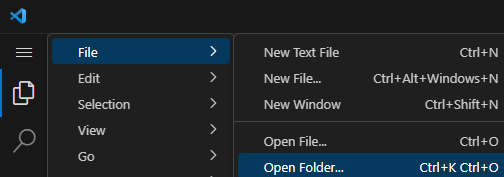 File
New Text File Ctrl+N
Edit
New File... Ctrl+Alt+Windows+N
Selection
New Window Ctrl+Shift+N
View
Go
Open File... Ctrl+O
Open Folder... Ctrl+K Ctrl+O